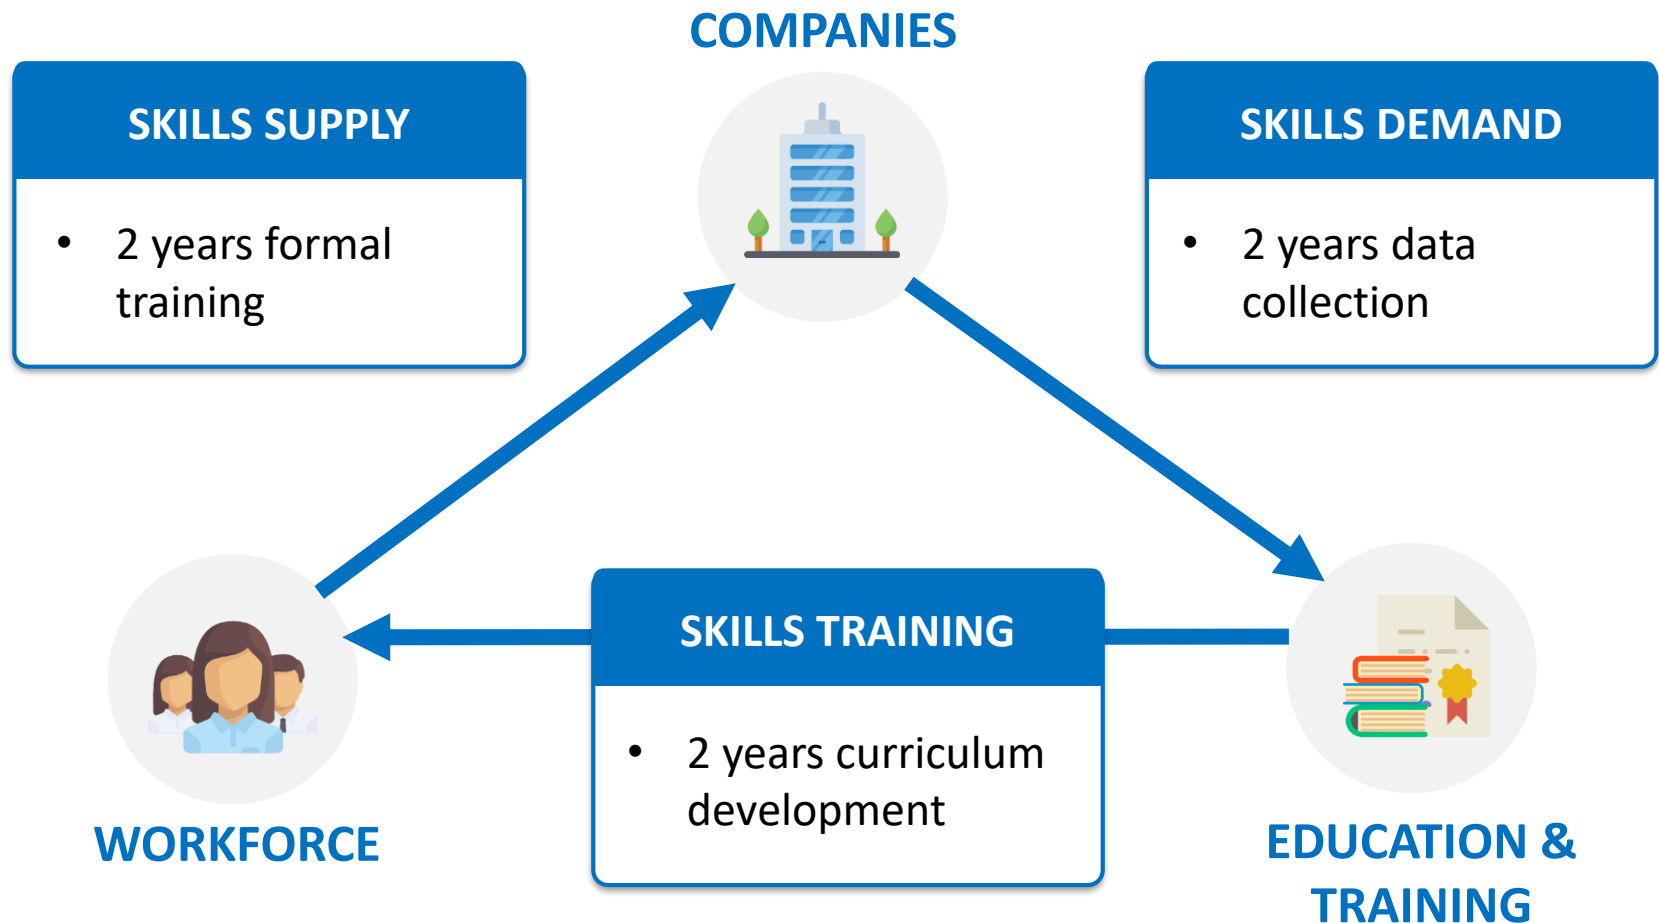 COMPANIES
SKILLS SUPPLY
• 2 years formal
training
SKILLS DEMAND
• 2 years data
collection
SKILLS TRAINING
• 2 years curriculum
development
WORKFORCE
EDUCATION &
TRAINING